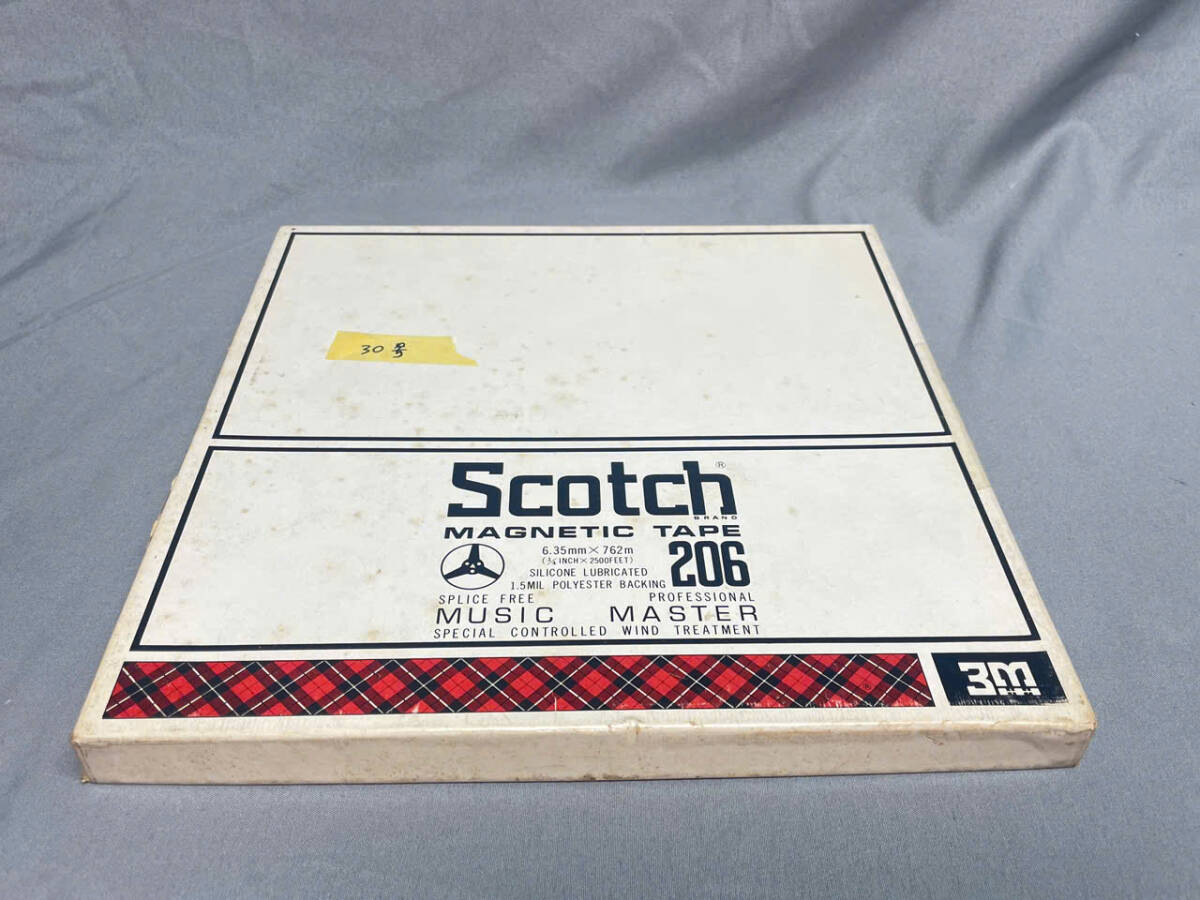 30号
Scotch®
BRAND
MAGNETIC TAPE
6.35mm×762m
(¼ INCH×2500FEET)
SILICONE LUBRICATED
1.5MIL POLYESTER BACKING
206
SPLICE FREE PROFESSIONAL
MUSIC MASTER
SPECIAL CONTROLLED WIND TREATMENT
3M